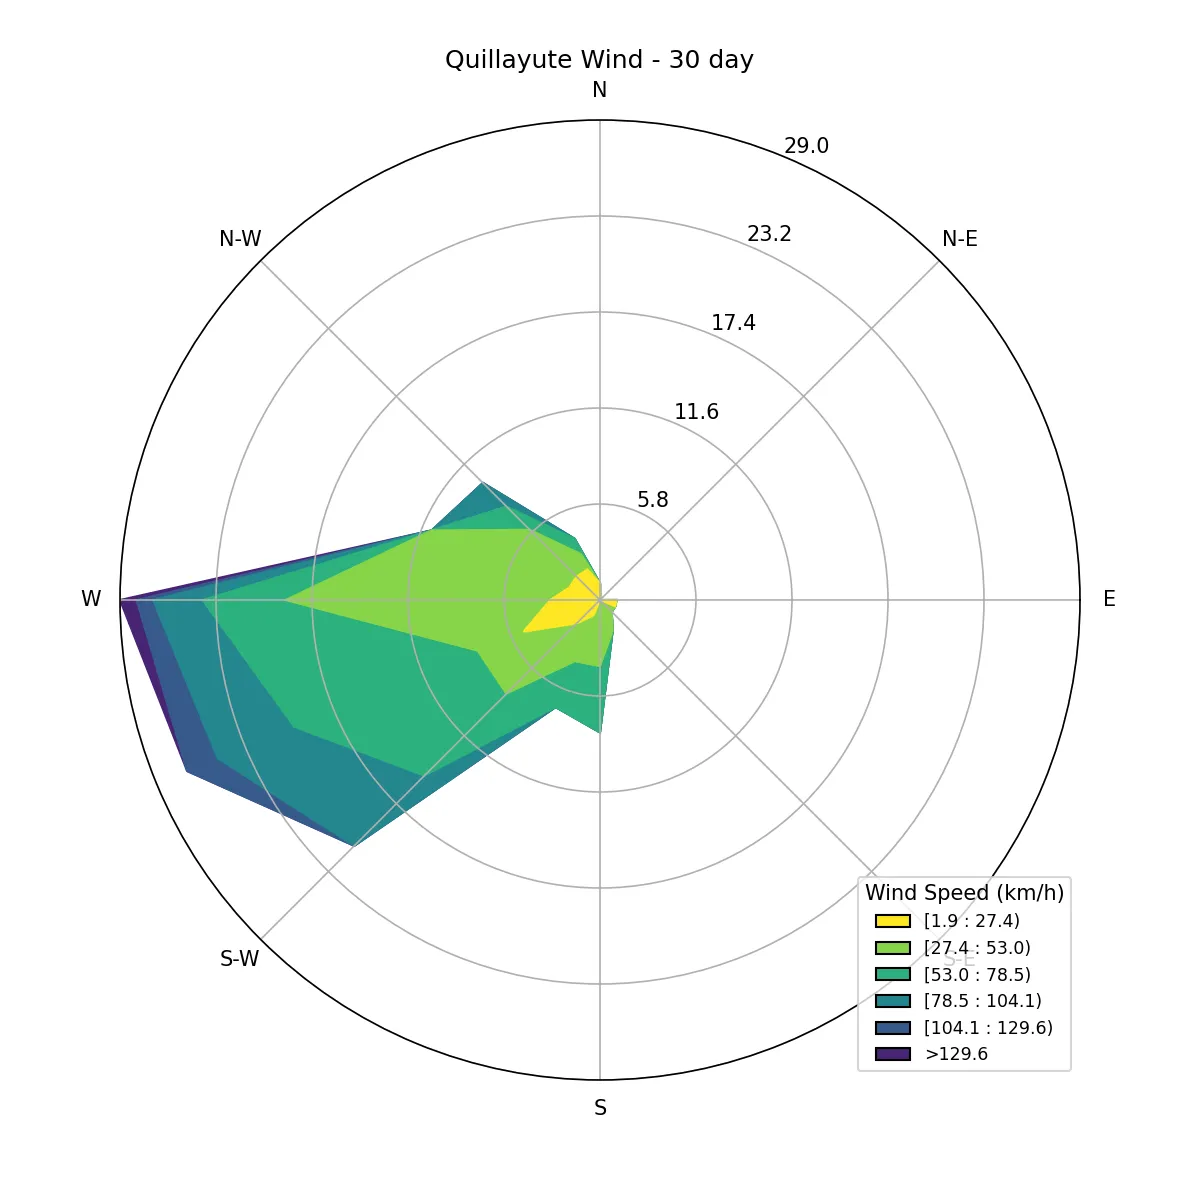 Quillayute Wind - 30 day
N
29.0
N-W
23.2
N-E
17.4
11.6
5.8
W
E
Wind Speed (km/h)
[1.9 : 27.4)
[27.4 : 53.0)
S-W
S-E
[53.0 : 78.5)
[78.5 : 104.1)
[104.1 : 129.6)
>129.6
S